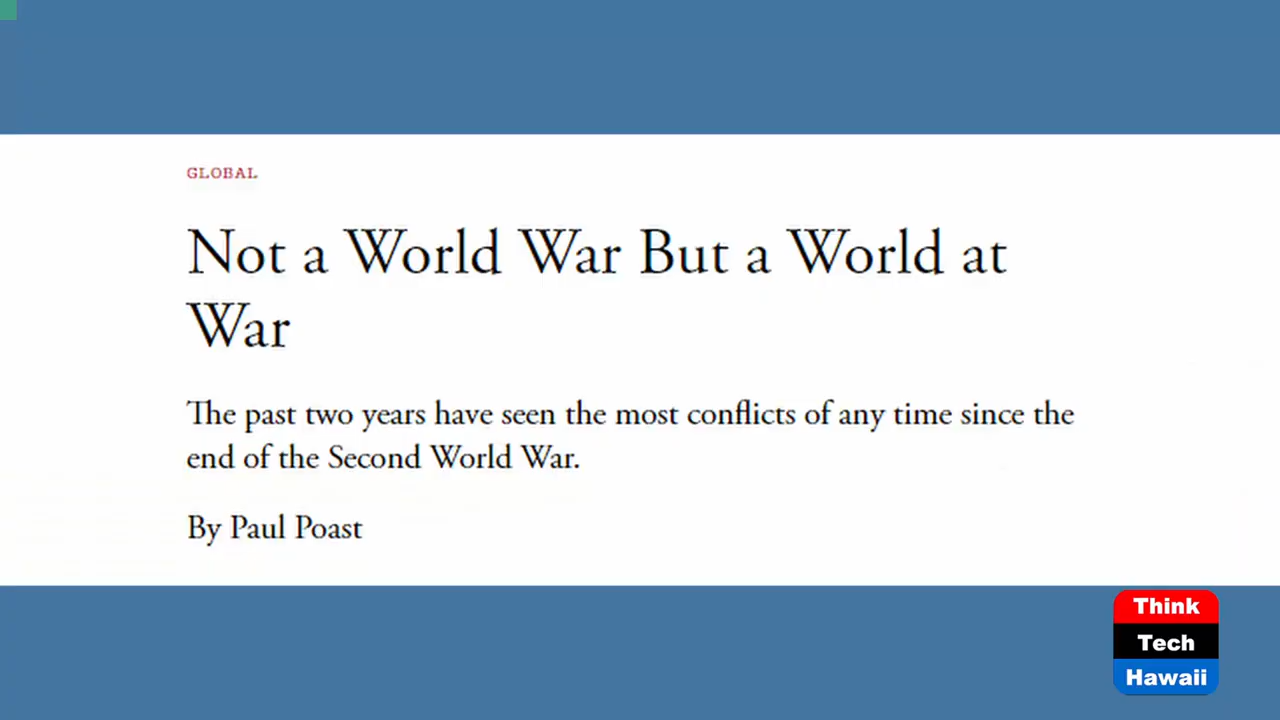 GLOBAL
Not a World War But a World at
War
The past two years have seen the most conflicts of any time since the
end of the Second World War.
By Paul Poast
Think
Tech
Hawaii